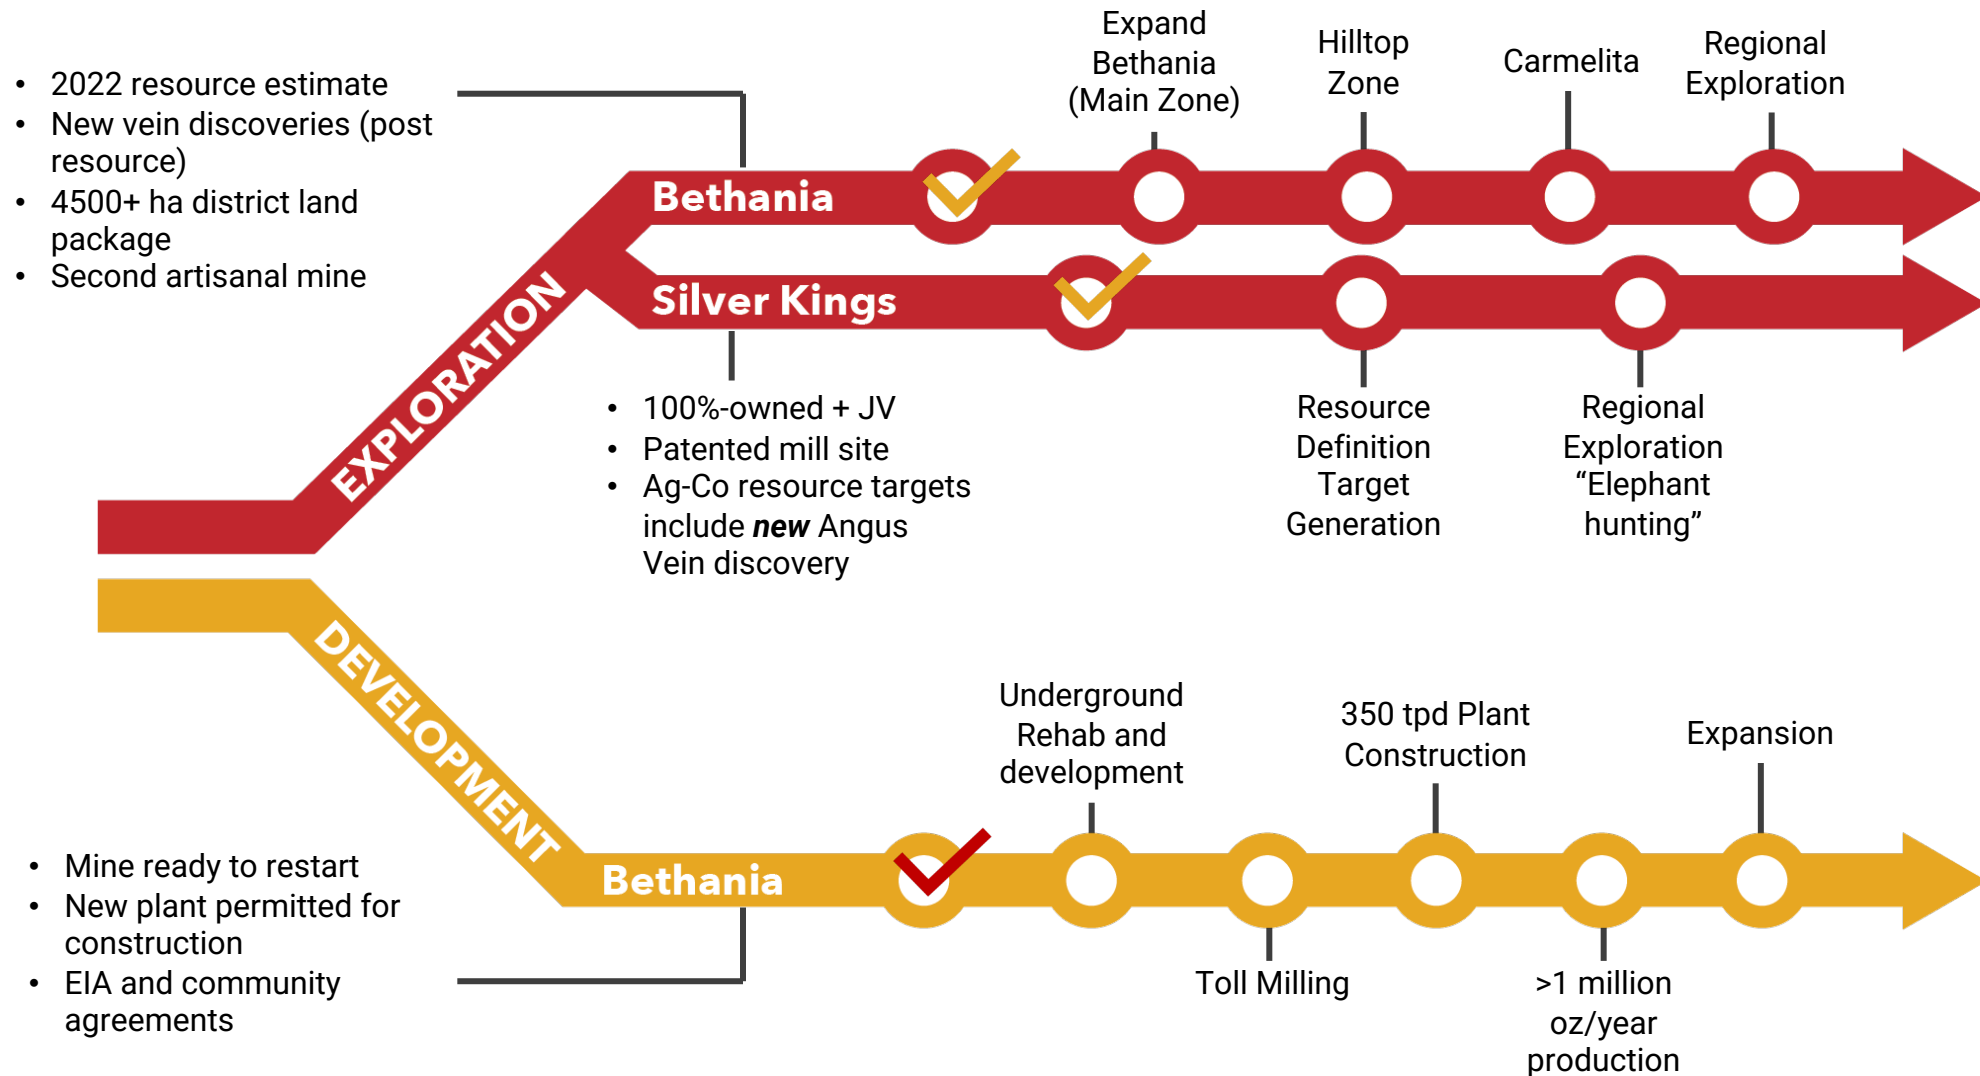 • 2022 resource estimate
• New vein discoveries (post
resource)
• 4500+ ha district land
package
• Second artisanal mine
Expand
Bethania
(Main Zone)
Hilltop
Zone
Carmelita
Regional
Exploration
Bethania
Silver Kings
EXPLORATION
• 100%-owned + JV
• Patented mill site
• Ag-Co resource targets
include new Angus
Vein discovery
Resource
Definition
Target
Generation
Regional
Exploration
“Elephant
hunting”
DEVELOPMENT
Underground
Rehab and
development
350 tpd Plant
Construction
Expansion
Bethania
• Mine ready to restart
• New plant permitted for
construction
• EIA and community
agreements
Toll Milling
>1 million
oz/year
production